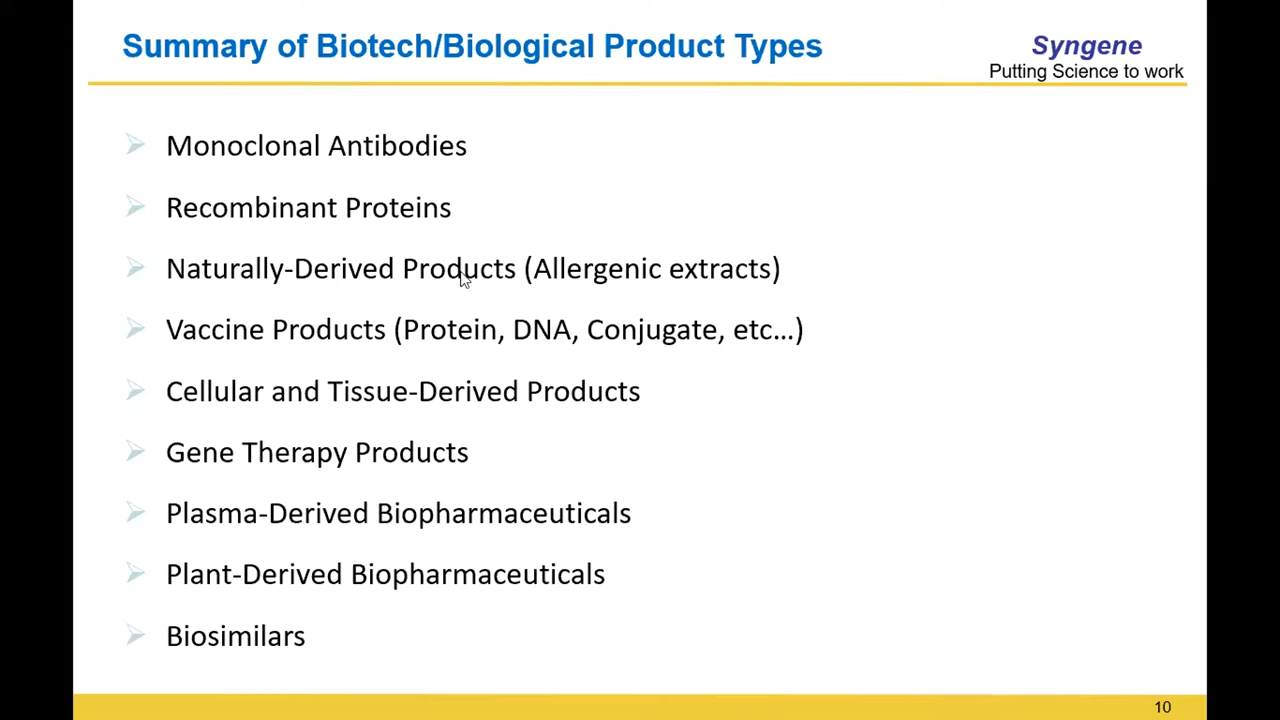 Summary of Biotech/Biological Product Types
Syngene
Putting Science to work
Monoclonal Antibodies
Recombinant Proteins
Naturally-Derived Products (Allergenic extracts)
Vaccine Products (Protein, DNA, Conjugate, etc...)
Cellular and Tissue-Derived Products
Gene Therapy Products
Plasma-Derived Biopharmaceuticals
Plant-Derived Biopharmaceuticals
Biosimilars
10